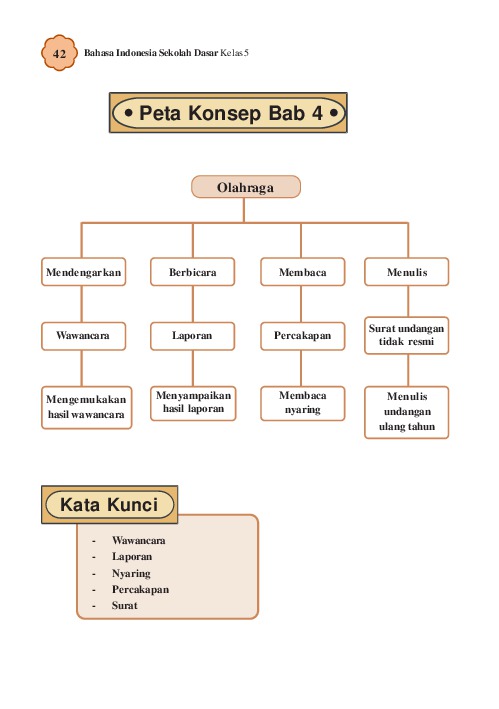 42
Bahasa Indonesia Sekolah Dasar Kelas 5
• Peta Konsep Bab 4 •
Olahraga
Mendengarkan
Berbicara
Membaca
Menulis
Wawancara
Laporan
Percakapan
Surat undangan
tidak resmi
Mengemukakan
hasil wawancara
Menyampaikan
hasil laporan
Membaca
nyaring
Menulis
undangan
ulang tahun
Kata Kunci
- Wawancara
- Laporan
- Nyaring
- Percakapan
- Surat